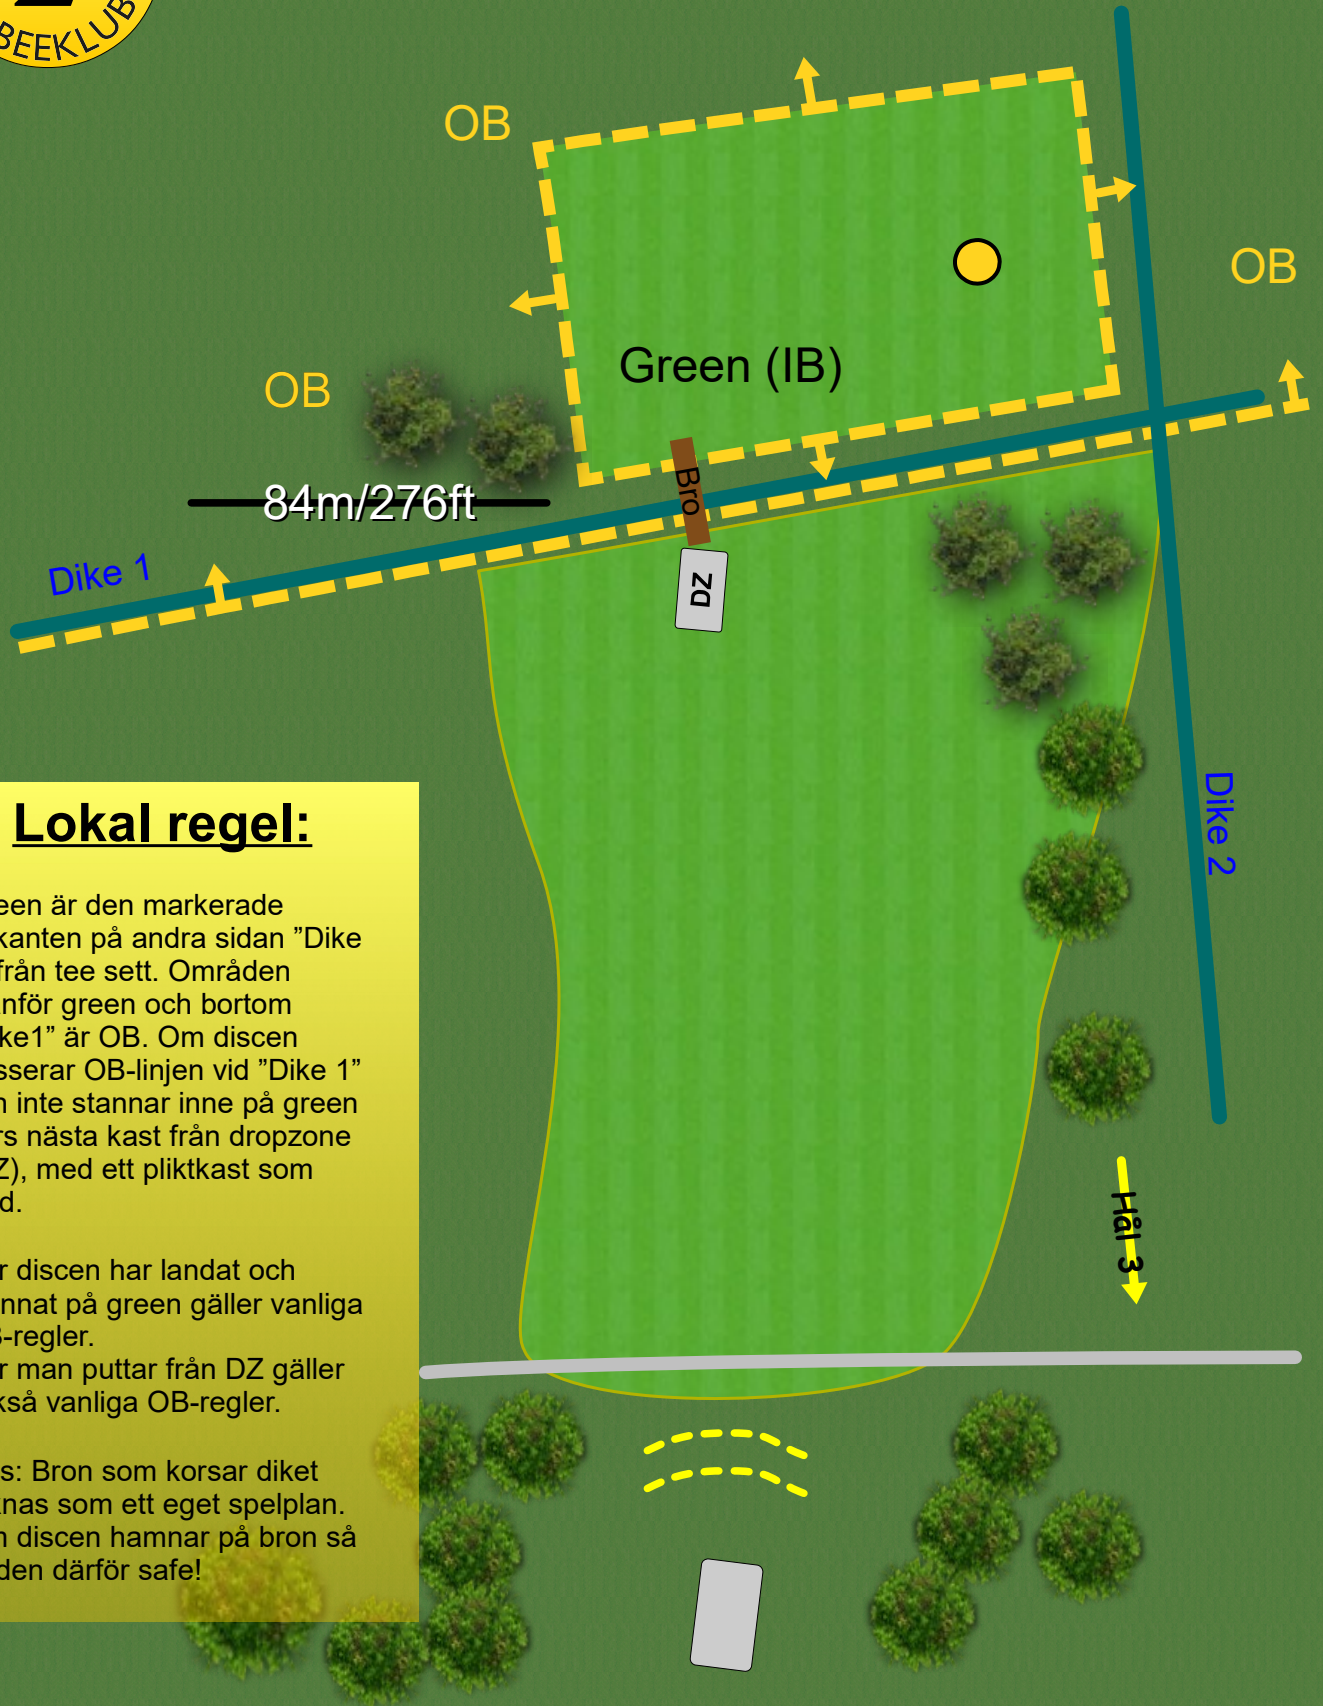 BEEKLUB
OB
OB
Green (IB)
OB
84m/276ft
Bro
Dike 1
DZ
Dike 2
Lokal regel:
een är den markerade
kanten på andra sidan ”Dike
från tee sett. Områden
nför green och bortom
ke1” är OB. Om discen
sserar OB-linjen vid ”Dike 1”
inte stannar inne på green
rs nästa kast från dropzone
Z), med ett pliktkast som
d.
r discen har landat och
nnat på green gäller vanliga
-regler.
r man puttar från DZ gäller
kså vanliga OB-regler.
s: Bron som korsar diket
knas som ett eget spelplan.
discen hamnar på bron så
den därför safe!
Hål 3